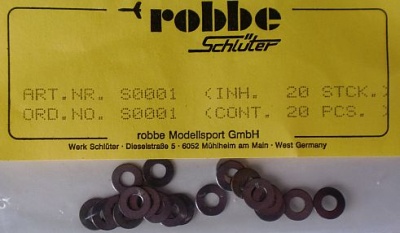 robbe
Schlüter
ART.NR. S0001 (INH. 20 STCK.)
ORD.NO. S0001 (CONT. 20 PCS.)
robbe Modellsport GmbH
Werk Schlüter · Dieselstraße 5 · 6052 Mühlheim am Main · West Germany